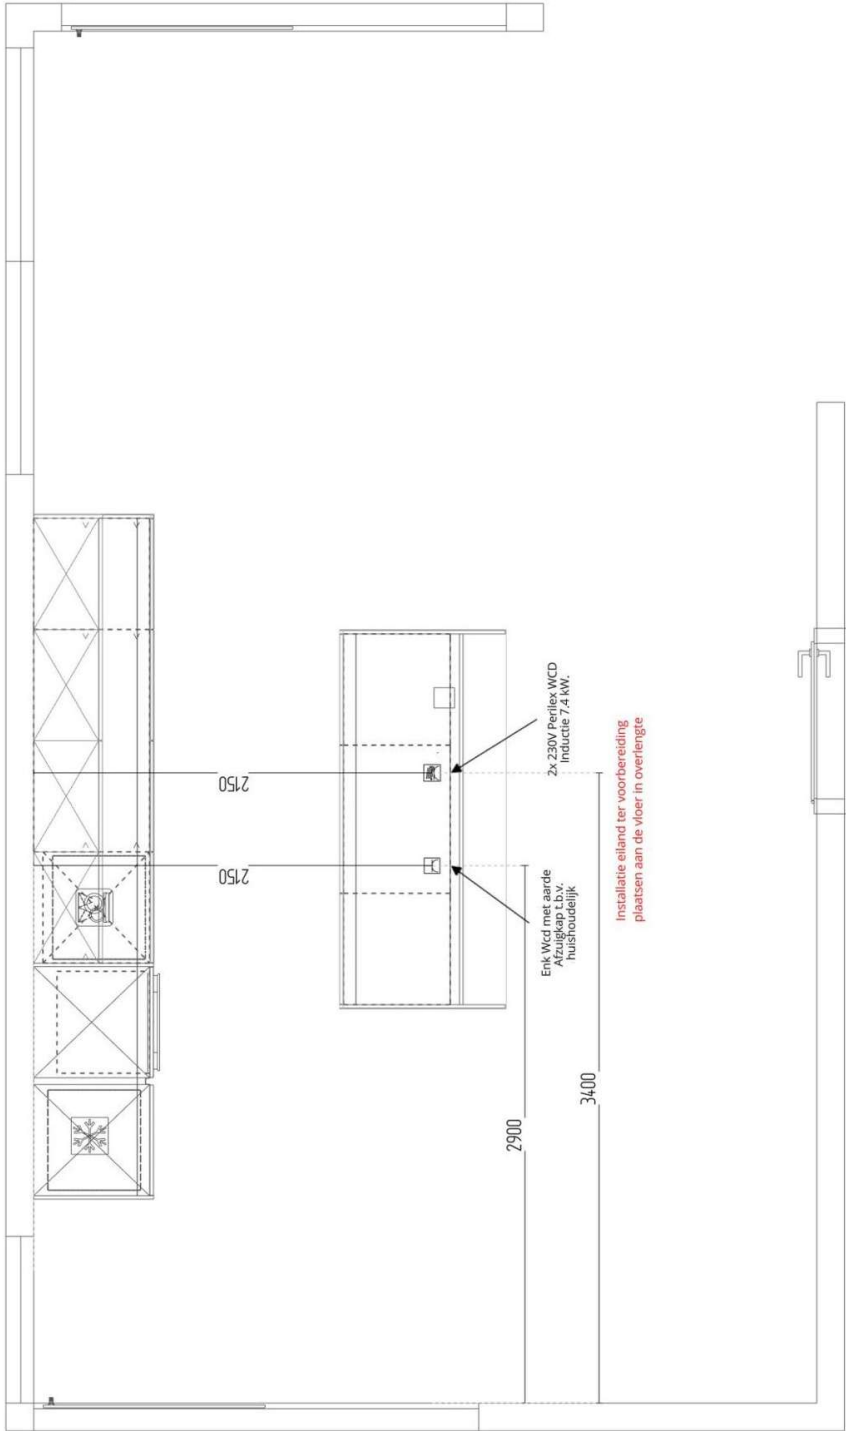 2150
2150
2x 230V Perilex WCD
Inductie 7.4 kW.
Enk Wcd met aarde
Afzuigkap t.b.v.
huishoudelijk
Installatie eiland ter voorbereiding
plaatsen aan de vloer in overlengte
2900
3400